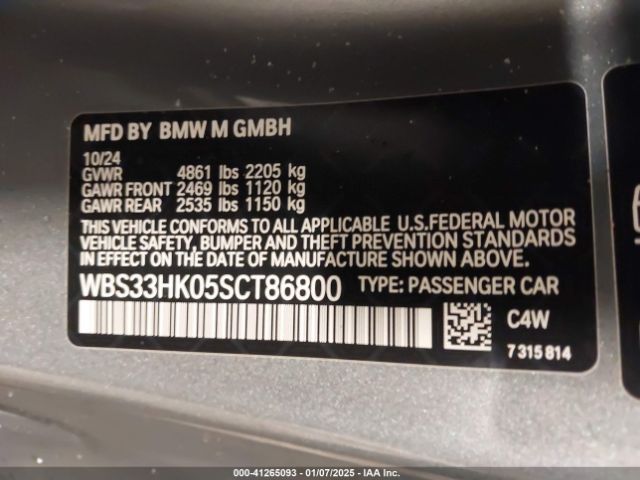 MFD BY BMW M GMBH
10/24
GVWR 4861 lbs 2205 kg
GAWR FRONT 2469 lbs 1120 kg
GAWR REAR 2535 lbs 1150 kg
THIS VEHICLE CONFORMS TO ALL APPLICABLE U.S.FEDERAL MOTOR
VEHICLE SAFETY, BUMPER AND THEFT PREVENTION STANDARDS
IN EFFECT ON THE DATE OF MANUFACTURE SHOWN ABOVE.
WBS33HK05SCT86800 TYPE: PASSENGER CAR
C4W
7315814
000-41265093 - 01/07/2025 - IAA Inc.